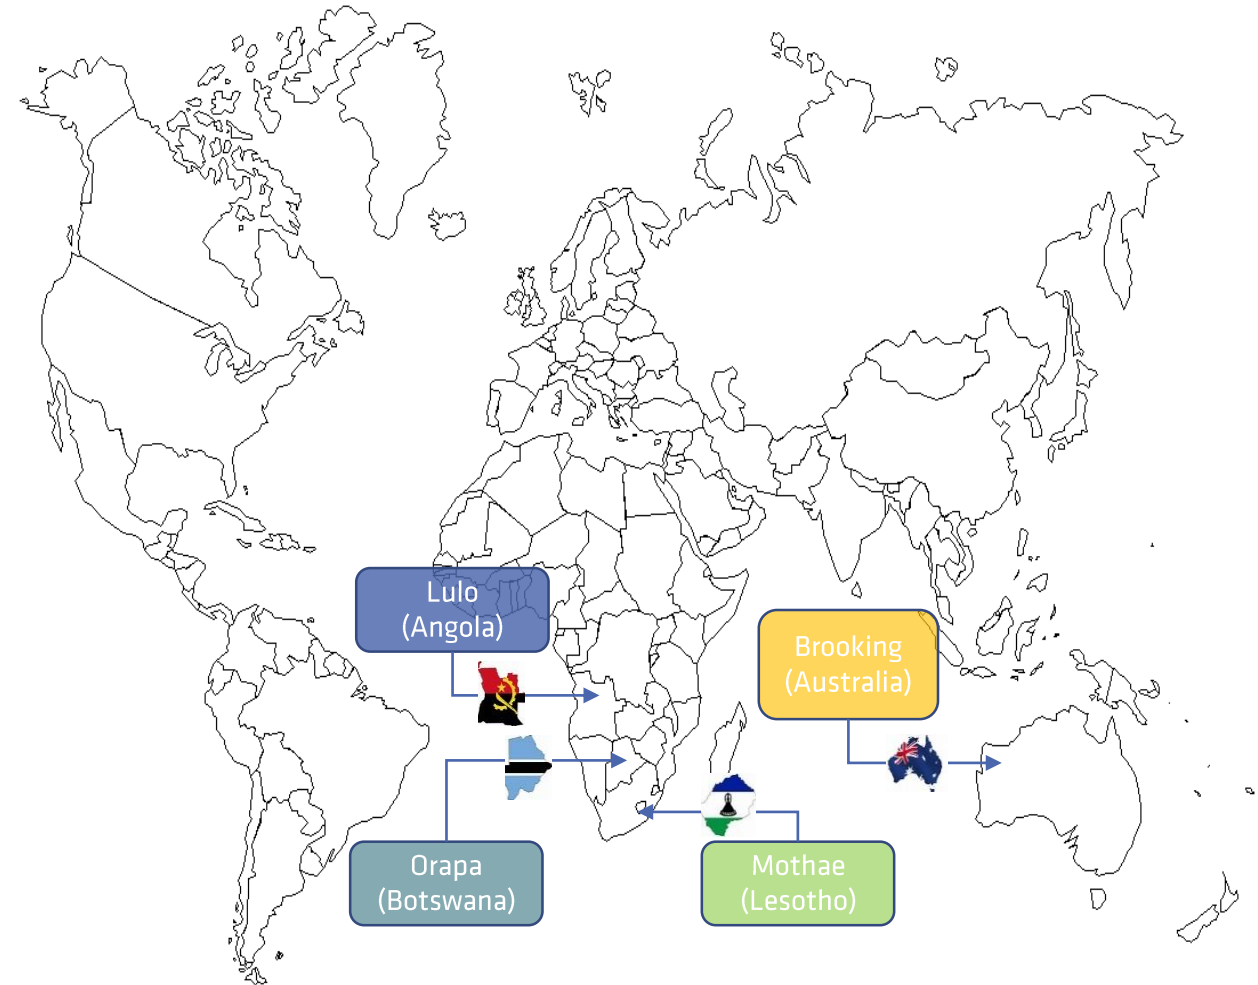 Lulo
(Angola)
Brooking
(Australia)
Orapa
(Botswana)
Mothae
(Lesotho)